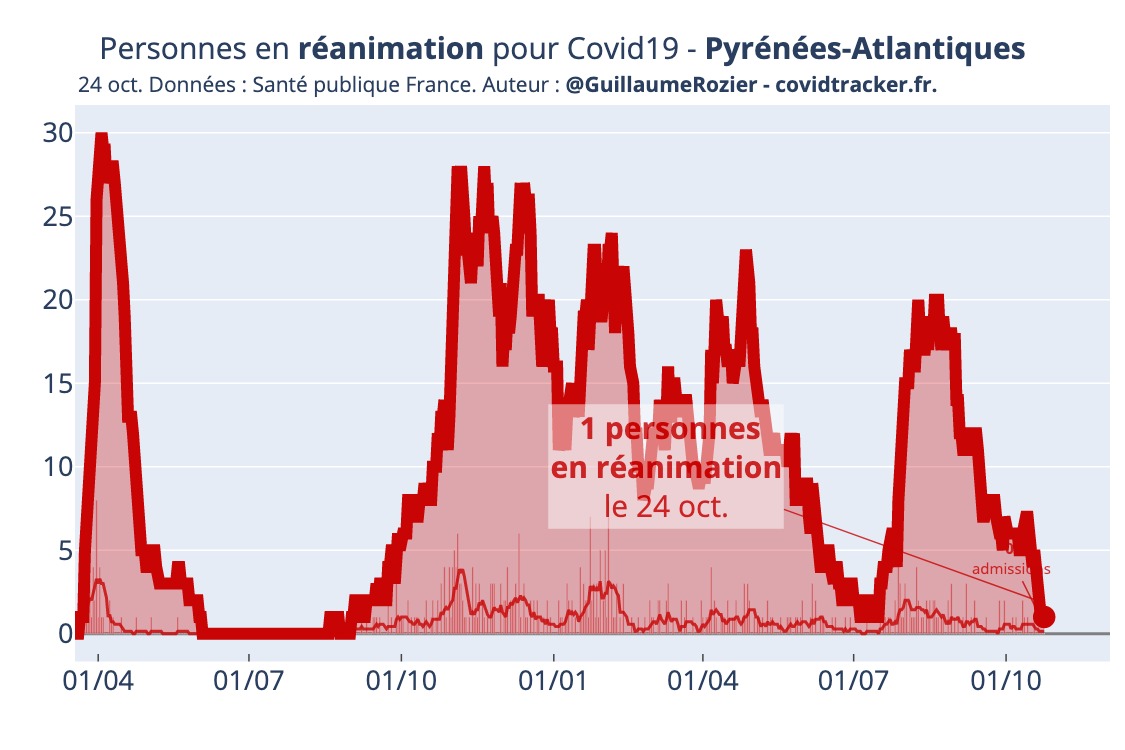 Personnes en réanimation pour Covid19 - Pyrénées-Atlantiques
24 oct. Données : Santé publique France. Auteur : @GuillaumeRozier - covidtracker.fr.
30
25
20
15
10
5
0
1 personnes
en réanimation
le 24 oct.
admissions
01/04
01/07
01/10
01/01
01/04
01/07
01/10